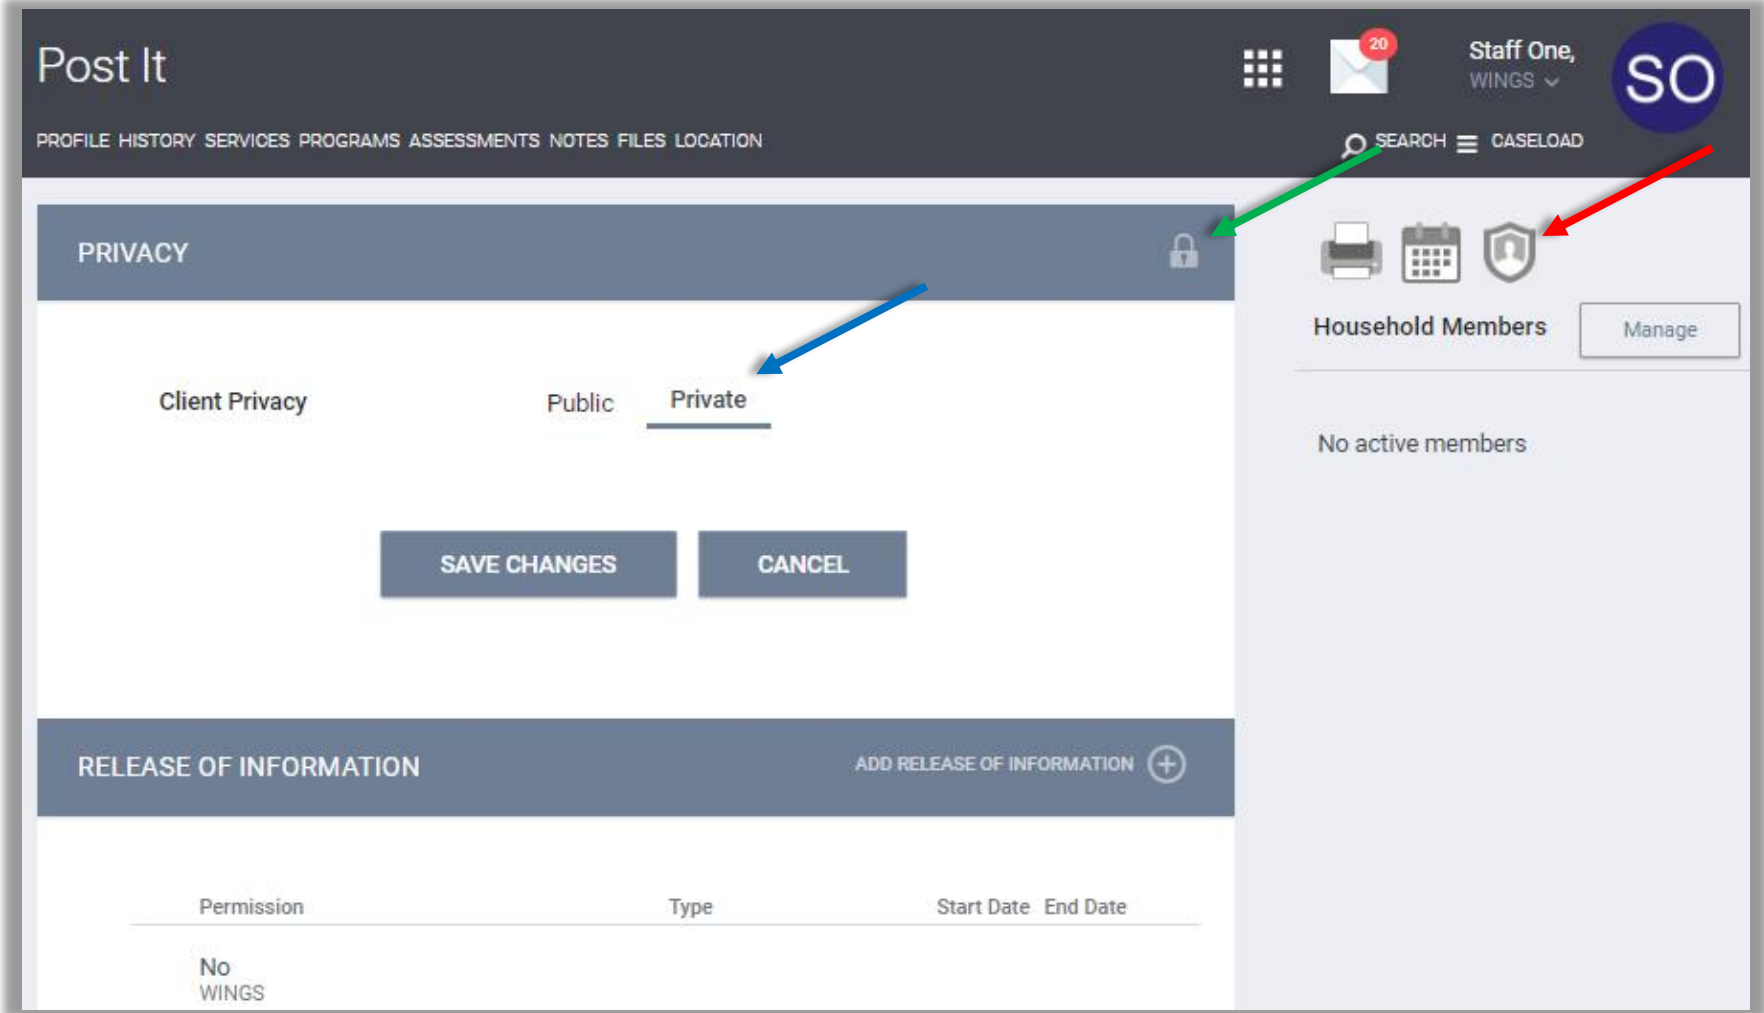 Post It
20
Staff One,
WINGS
SO
PROFILE HISTORY SERVICES PROGRAMS ASSESSMENTS NOTES FILES LOCATION
SEARCH CASELOAD
PRIVACY
Household Members Manage
Client Privacy Public Private
No active members
SAVE CHANGES CANCEL
RELEASE OF INFORMATION ADD RELEASE OF INFORMATION
Permission Type Start Date End Date
No
WINGS